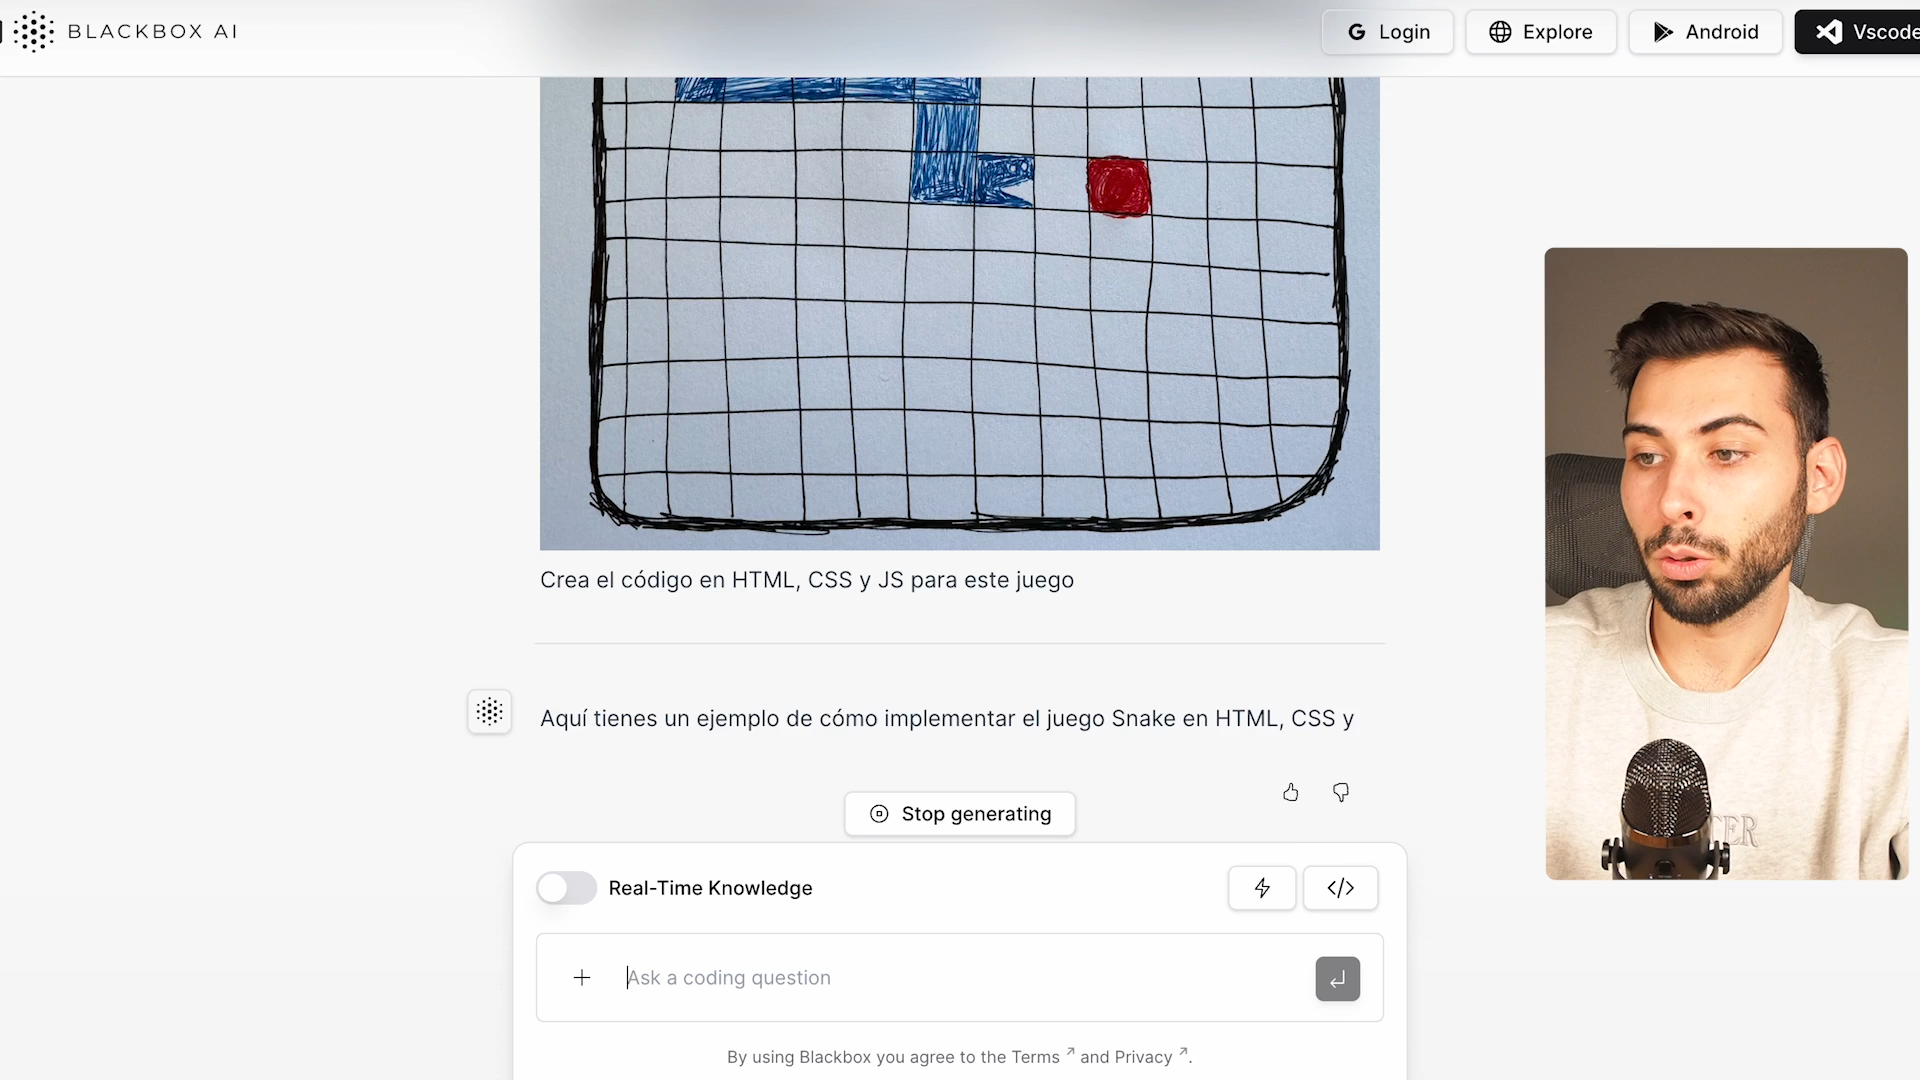 BLACKBOX AI
Login
Explore
Android
Vscode
Crea el código en HTML, CSS y JS para este juego
Aquí tienes un ejemplo de cómo implementar el juego Snake en HTML, CSS y
Stop generating
Real-Time Knowledge
</>
Ask a coding question
By using Blackbox you agree to the Terms ↗ and Privacy ↗.